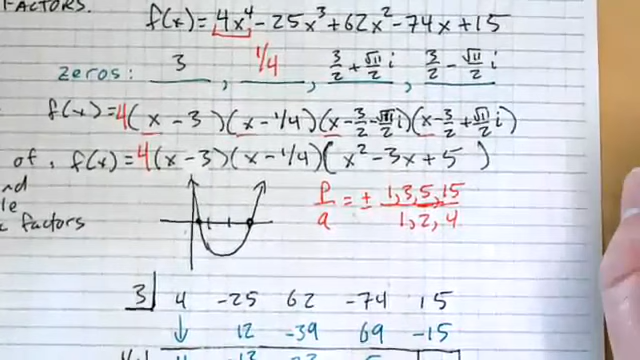 FACTORS.
f(x)= 4x⁴ - 25x³ + 62x² - 74x + 15
zeros: 3 , 1/4 , 3/2 + √11/2 i , 3/2 - √11/2 i
f(x)=4(x - 3)(x - 1/4)(x - 3/2 - √11/2 i)(x - 3/2 + √11/2 i)
of , f(x)= 4(x - 3)(x - 1/4)(x² - 3x + 5)
factors
P/q = ± 1,3,5,15/1,2,4
3| 4 -25 62 -74 15
↓ 12 -39 69 -15